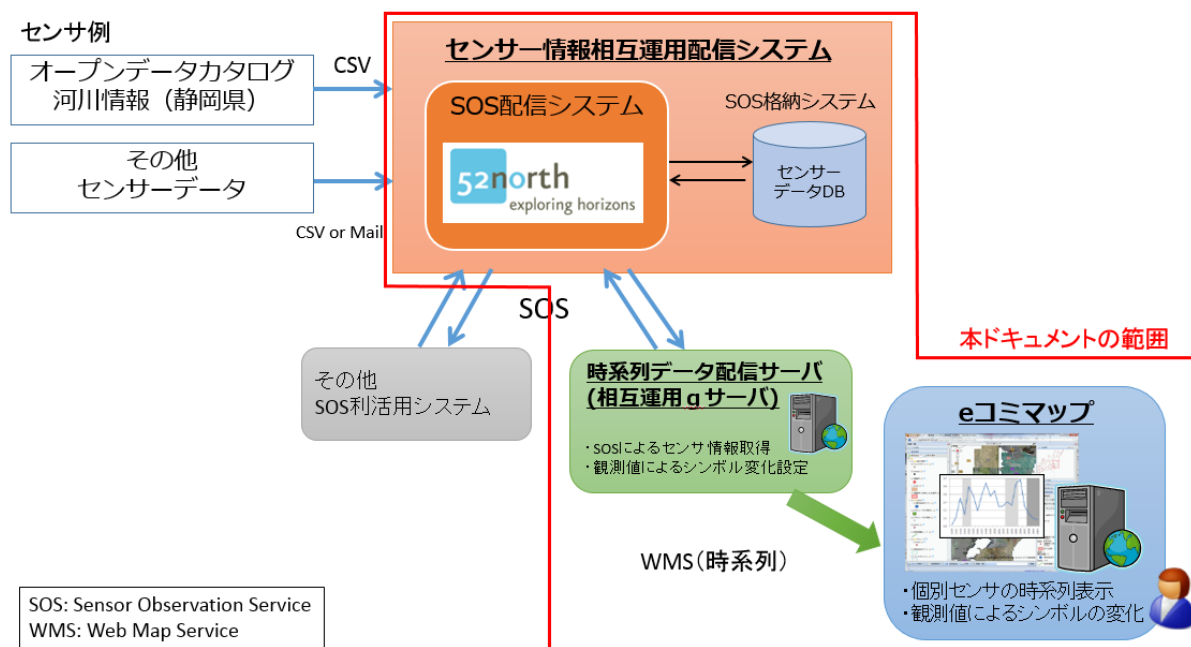 センサ例
オープンデータカタログ
河川情報（静岡県）
CSV
その他
センサーデータ
CSV or Mail
センサー情報相互運用配信システム
SOS配信システム
52north
exploring horizons
SOS格納システム
センサー
データDB
SOS
本ドキュメントの範囲
その他
SOS利活用システム
時系列データ配信サーバ
(相互運用ｇサーバ)
・SOSによるセンサ情報取得
・観測値によるシンボル変化設定
WMS（時系列）
eコミマップ
・個別センサの時系列表示
・観測値によるシンボルの変化
SOS: Sensor Observation Service
WMS: Web Map Service